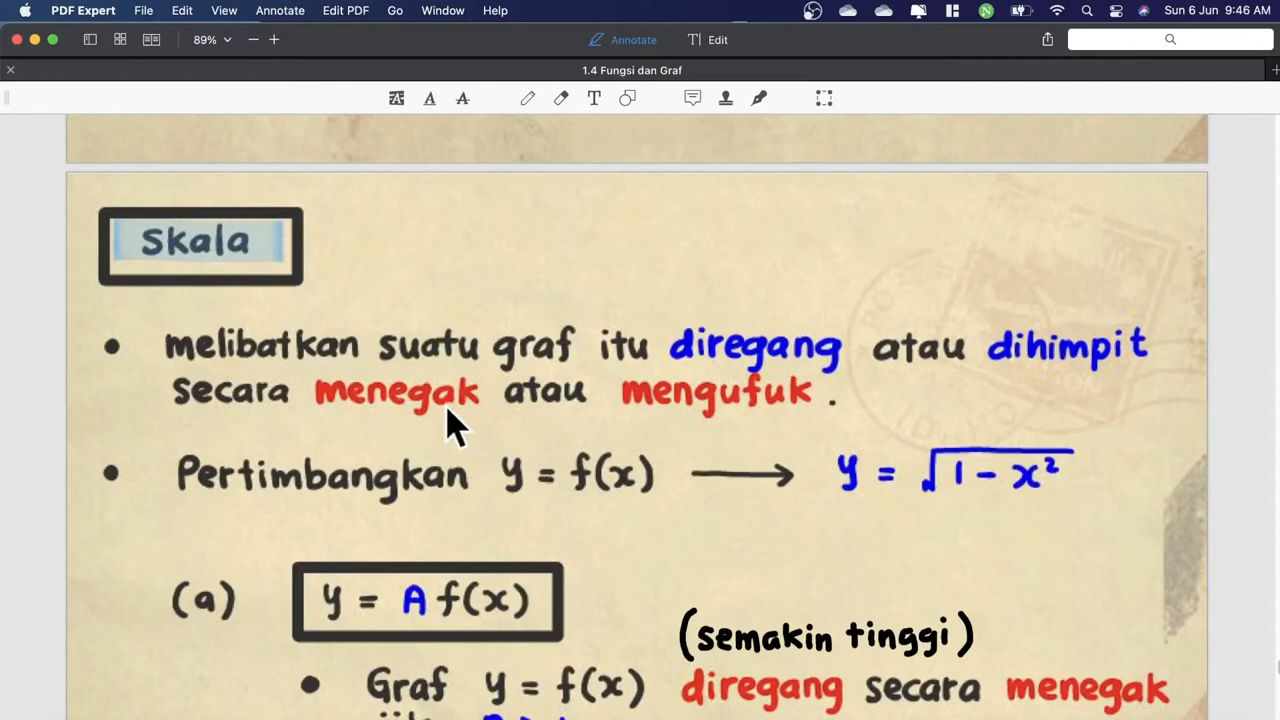 PDF Expert File Edit View Annotate Edit PDF Go Window Help Sun 6 Jun 9:46 AM
89% Annotate Edit
1.4 Fungsi dan Graf
Skala
• melibatkan suatu graf itu diregang atau dihimpit
secara menegak atau mengufuk.
• Pertimbangkan y = f(x) → y = √(1 - x²)
(a) y = A f(x)
(semakin tinggi)
• Graf y = f(x) diregang secara menegak